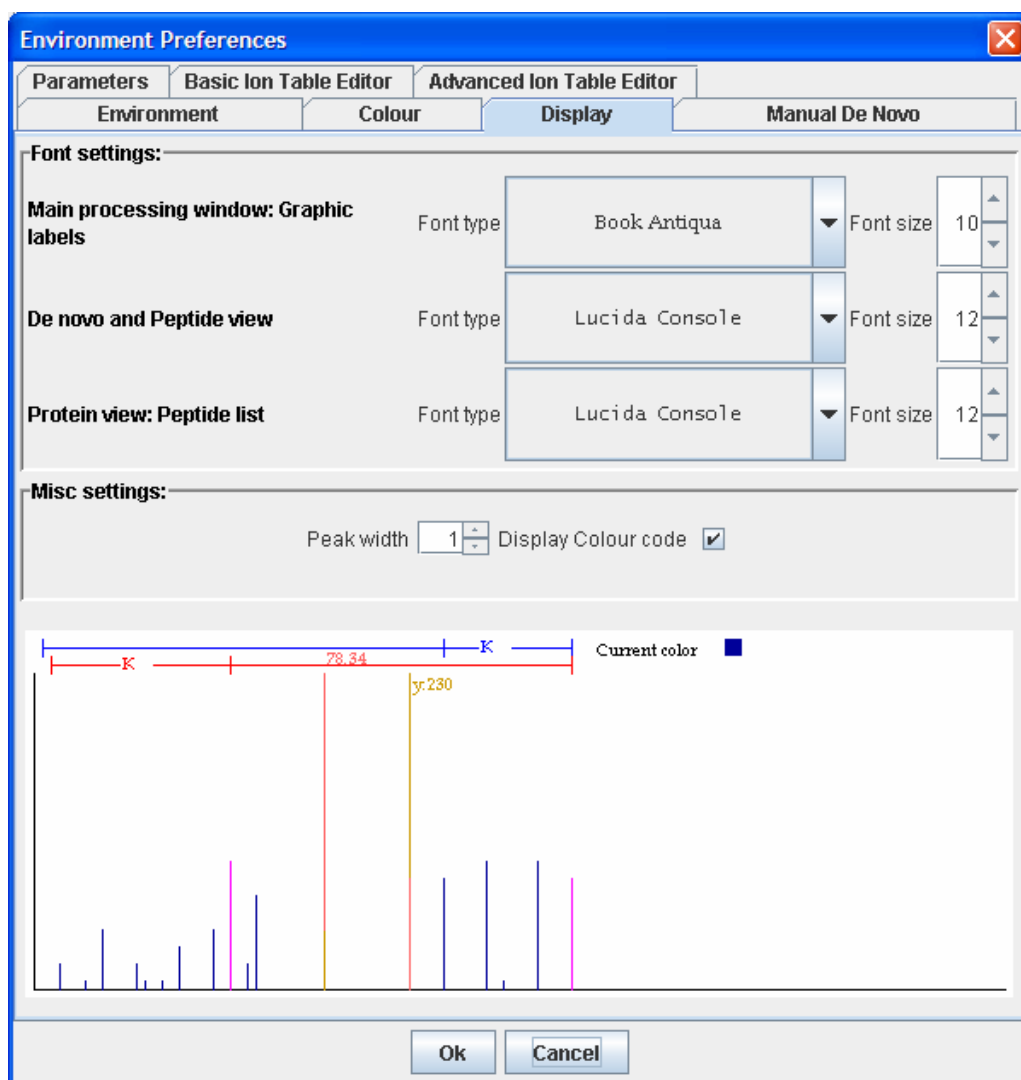 Environment Preferences
Parameters Basic Ion Table Editor Advanced Ion Table Editor
Environment Colour Display Manual De Novo
Font settings:
Main processing window: Graphic labels Font type Book Antiqua Font size 10
De novo and Peptide view Font type Lucida Console Font size 12
Protein view: Peptide list Font type Lucida Console Font size 12
Misc settings:
Peak width 1 Display Colour code
K Current color
K 78.34
y:230
Ok Cancel